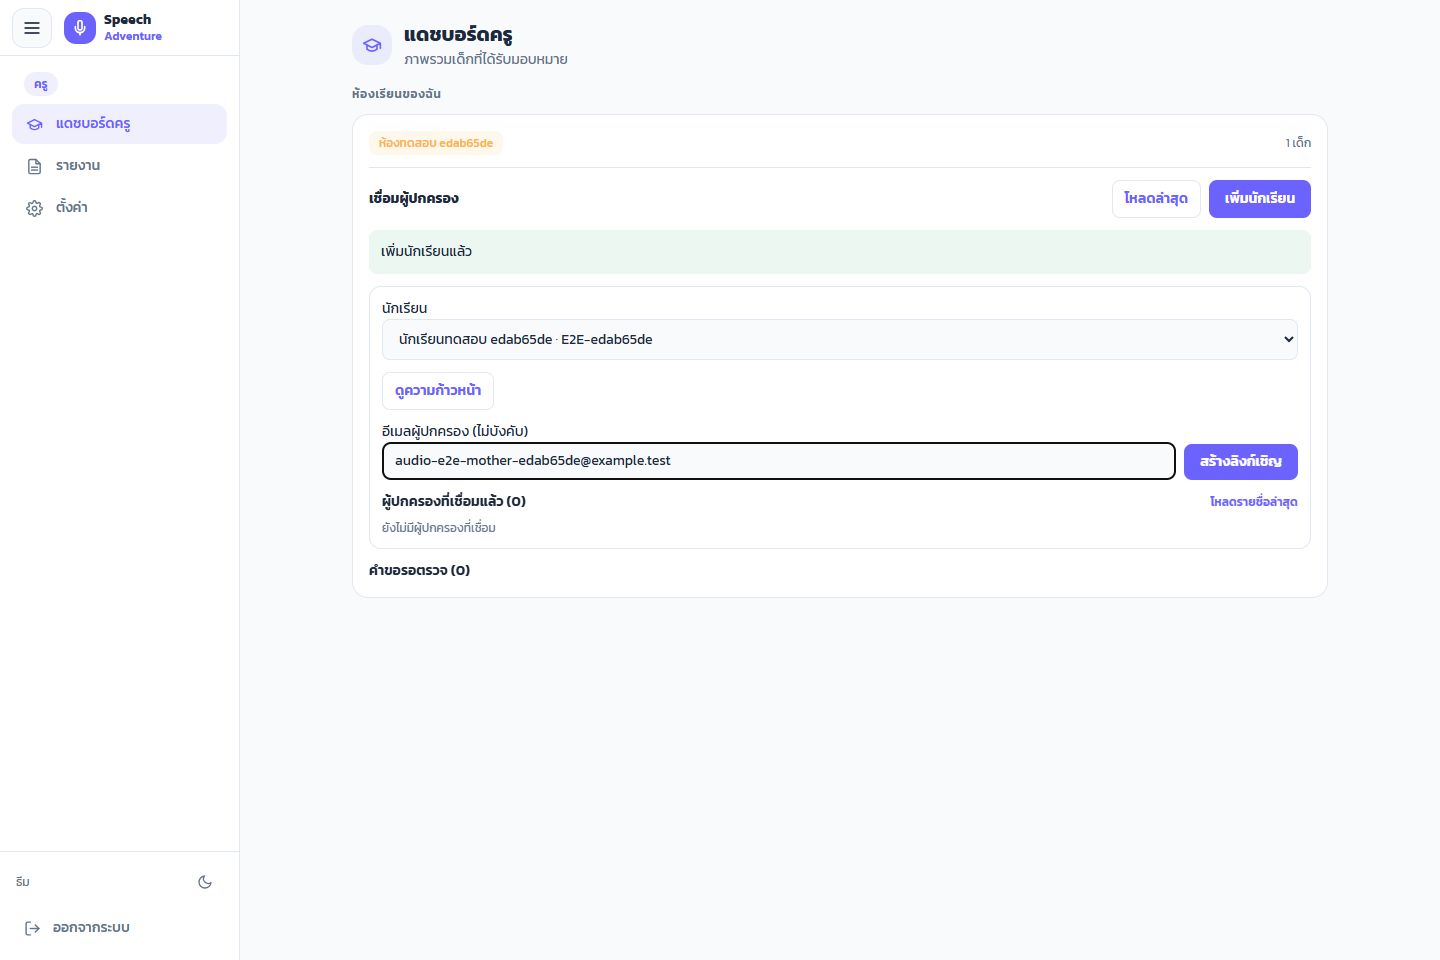 Speech
Adventure
ครู
แดชบอร์ดครู
รายงาน
ตั้งค่า
ธีม
ออกจากระบบ
แดชบอร์ดครู
ภาพรวมเด็กที่ได้รับมอบหมาย
ห้องเรียนของฉัน
ห้องทดสอบ edab65de
1 เด็ก
เชื่อมผู้ปกครอง
โหลดล่าสุด
เพิ่มนักเรียน
เพิ่มนักเรียนแล้ว
นักเรียน
นักเรียนทดสอบ edab65de · E2E-edab65de
ดูความก้าวหน้า
อีเมลผู้ปกครอง (ไม่บังคับ)
audio-e2e-mother-edab65de@example.test
สร้างลิงก์เชิญ
ผู้ปกครองที่เชื่อมแล้ว (0)
โหลดรายชื่อล่าสุด
ยังไม่มีผู้ปกครองที่เชื่อม
คำขอรอตรวจ (0)